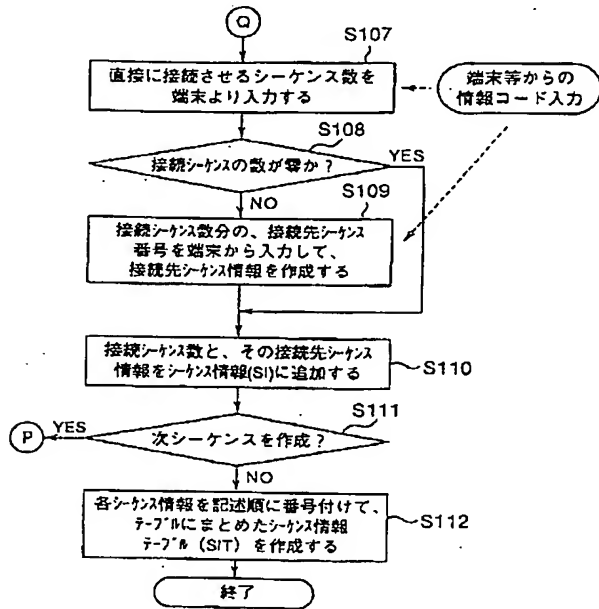 Q
S107
直接に接続させるシーケンス数を
端末より入力する
端末等からの
情報コード入力
S108
接続シーケンスの数が零か?
YES
NO
S109
接続シーケンス数分の、接続先シーケンス
番号を端末から入力して、
接続先シーケンス情報を作成する
接続シーケンス数と、その接続先シーケンス
情報をシーケンス情報(SI)に追加する
S110
S111
P
YES
次シーケンスを作成?
NO
各シーケンス情報を記述順に番号付けて、
テーブルにまとめたシーケンス情報
テーブル(SIT)を作成する
S112
終了